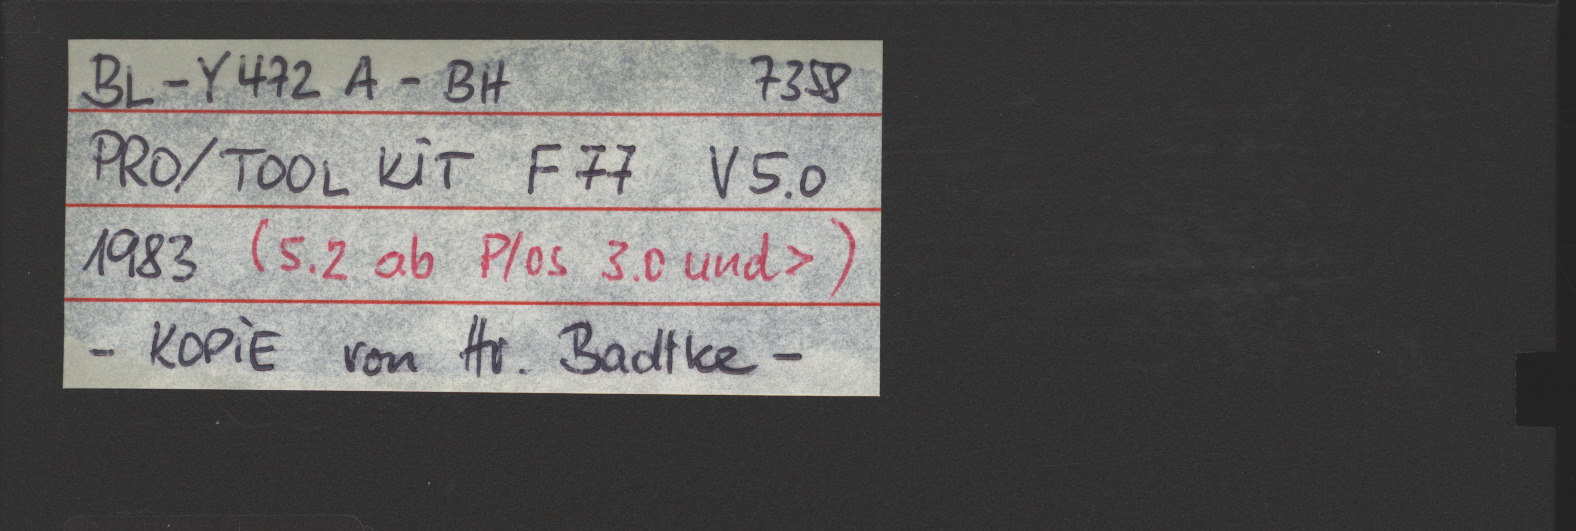 BL-Y472 A - BH 7358
PRO/TOOL KiT F77 V5.0
1983 (5.2 ab P/os 3.0 und >)
- KOPiE von Hr. Badtke -